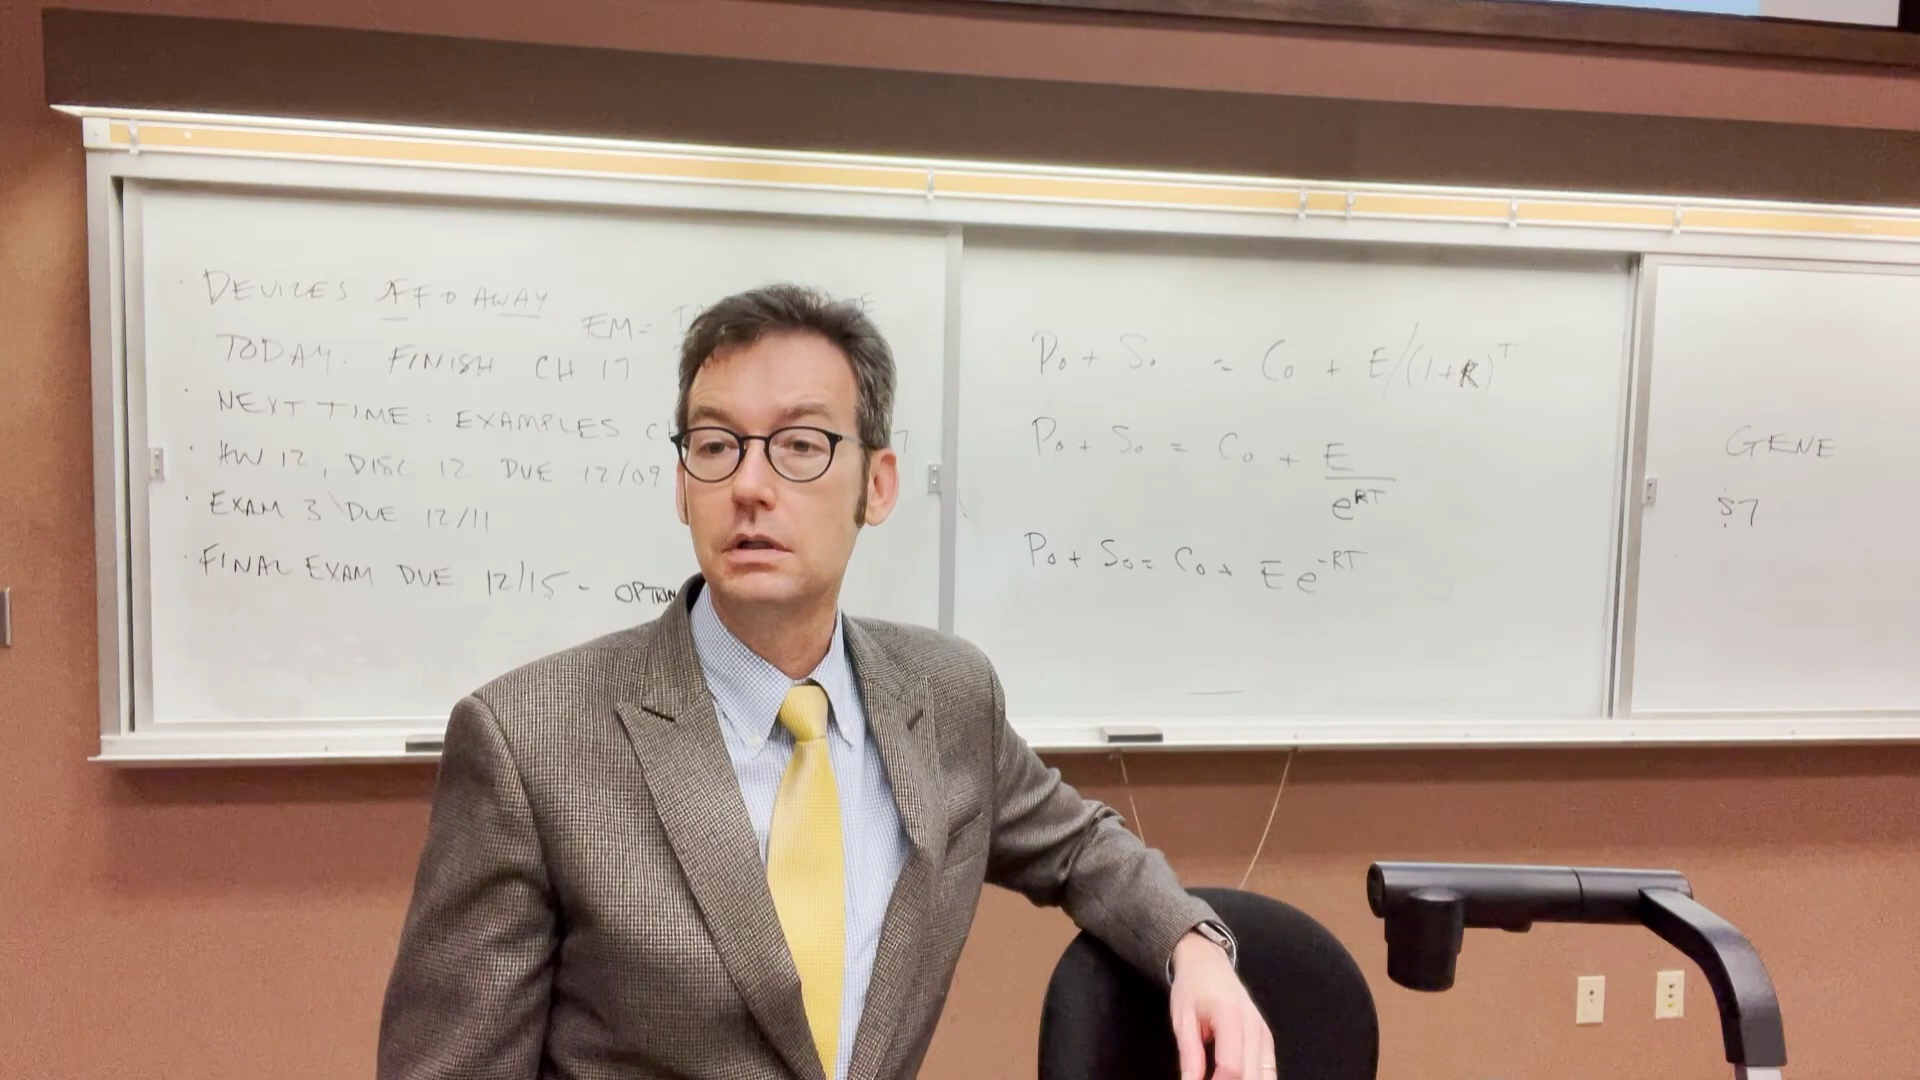 DEVICES OFF & AWAY
EM =
TODAY: FINISH CH 17
NEXT TIME: EXAMPLES
HW 12, DISC 12 DUE 12/09
EXAM 3 DUE 12/11
FINAL EXAM DUE 12/15 - OPTION
P₀ + S₀ = C₀ + E/(1+R)ᵀ
P₀ + S₀ = C₀ + E
e^RT
P₀ + S₀ = C₀ + E e^-RT
GENE
$7